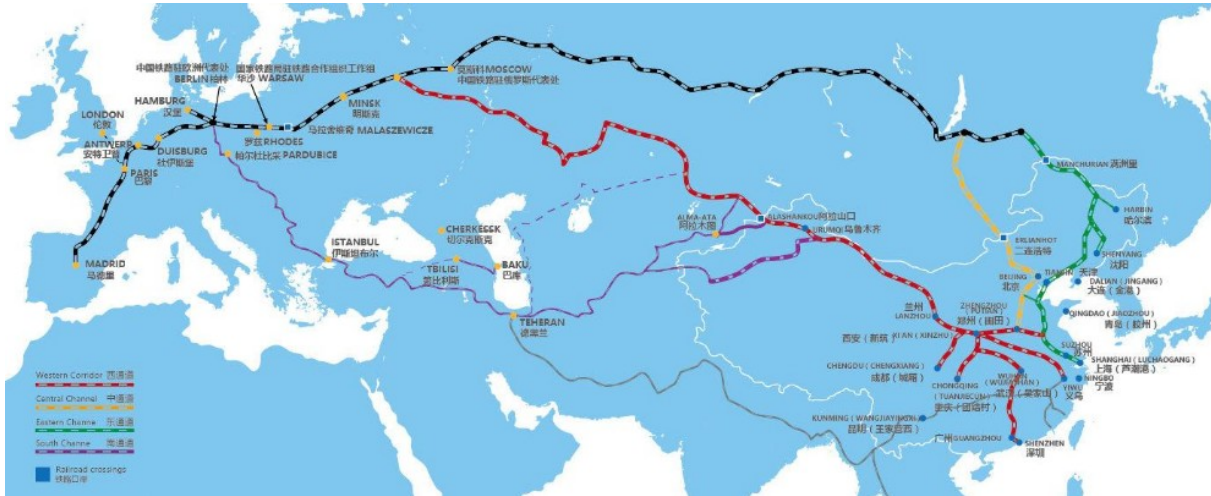 中国铁路驻欧洲代表处
BERLIN 柏林
国家铁路局驻铁路合作组织工作组
华沙 WARSAW
莫斯科 MOSCOW
中国铁路驻俄罗斯代表处
HAMBURG
汉堡
MINSK
明斯克
LONDON
伦敦
马拉舍维奇 MALASZEWICZE
ANTWERP
安特卫普
DUISBURG
杜伊斯堡
罗兹 RHODES
帕尔杜比采 PARDUBICE
PARIS
巴黎
MANCHURIAN 满洲里
HARBIN
哈尔滨
MADRID
马德里
ISTANBUL
伊斯坦布尔
CHERKESSK
切尔克斯克
TBILISI
第比利斯
BAKU
巴库
TEHERAN
德黑兰
ALMA-ATA
阿拉木图
ALASHANKOU 阿拉山口
URUMQI 乌鲁木齐
ERLIANHOT
二连浩特
SHENYANG
沈阳
BEIJING
北京
TIANJIN 天津
DALIAN (JINGANG)
大连(金港)
兰州
LANZHOU
ZHENGZHOU
(PUTIAN)
郑州(圃田)
QINGDAO (JIAOZHOU)
青岛(胶州)
西安(新筑) XI'AN (XINZHU)
SUZHOU
苏州
SHANGHAI (LUCHAOGANG)
上海(芦潮港)
CHENGDU (CHENGXIANG)
成都(城厢)
CHONGQING
(TUANJIECUN)
重庆(团结村)
WUHAN
(WUJIASHAN)
武汉(吴家山)
YIWU
义乌
NINGBO
宁波
KUNMING (WANGJIAYINGXI)
昆明(王家营西)
广州 GUANGZHOU
SHENZHEN
深圳
Western Corridor 西通道
Central Channel 中通道
Eastern Channe 东通道
South Channe 南通道
Railroad crossings
铁路口岸